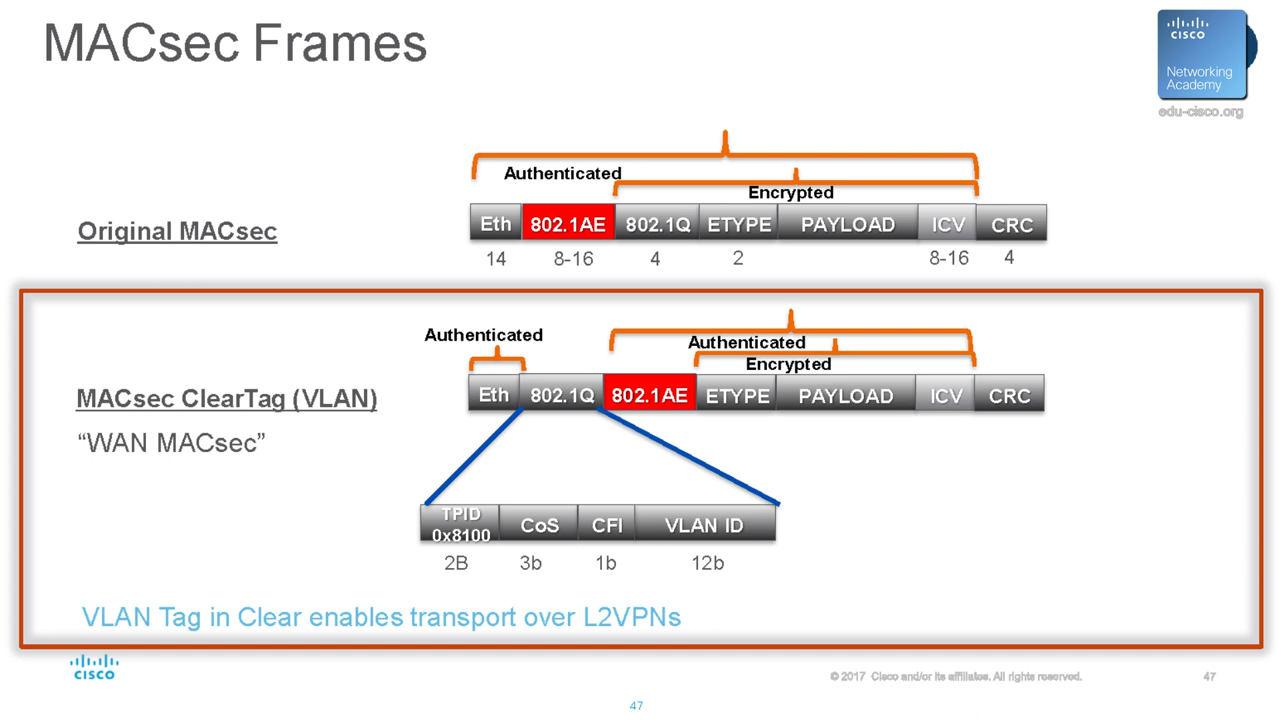 MACsec Frames
CISCO
Networking
Academy
edu-cisco.org
Authenticated
Encrypted
Original MACsec
Eth 802.1AE 802.1Q ETYPE PAYLOAD ICV CRC
14 8-16 4 2 8-16 4
Authenticated
Authenticated
Encrypted
MACsec ClearTag (VLAN)
Eth 802.1Q 802.1AE ETYPE PAYLOAD ICV CRC
“WAN MACsec”
TPID
0x8100 CoS CFI VLAN ID
2B 3b 1b 12b
VLAN Tag in Clear enables transport over L2VPNs
CISCO
© 2017 Cisco and/or its affiliates. All rights reserved. 47
47